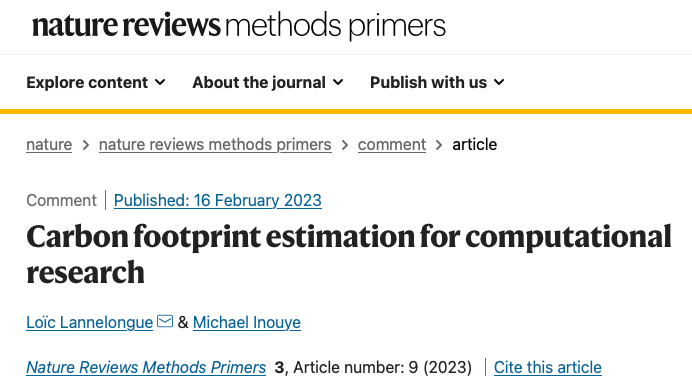 nature reviews methods primers
Explore content About the journal Publish with us
nature > nature reviews methods primers > comment > article
Comment | Published: 16 February 2023
Carbon footprint estimation for computational
research
Loïc Lannelongue & Michael Inouye
Nature Reviews Methods Primers 3, Article number: 9 (2023) | Cite this article